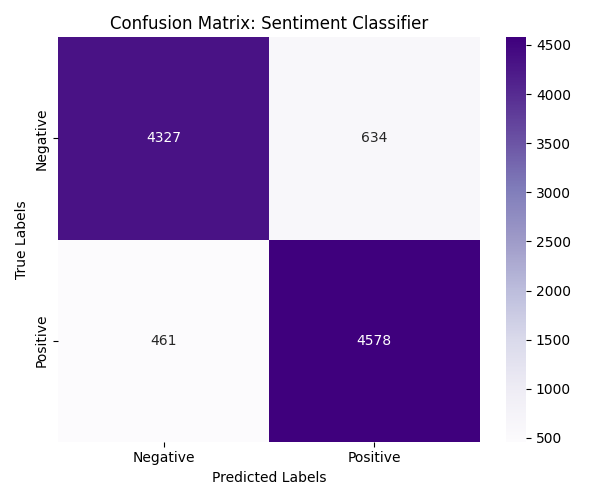 Confusion Matrix: Sentiment Classifier
True Labels
Negative
4327
634
Positive
461
4578
Negative
Positive
Predicted Labels
4500
4000
3500
3000
2500
2000
1500
1000
500